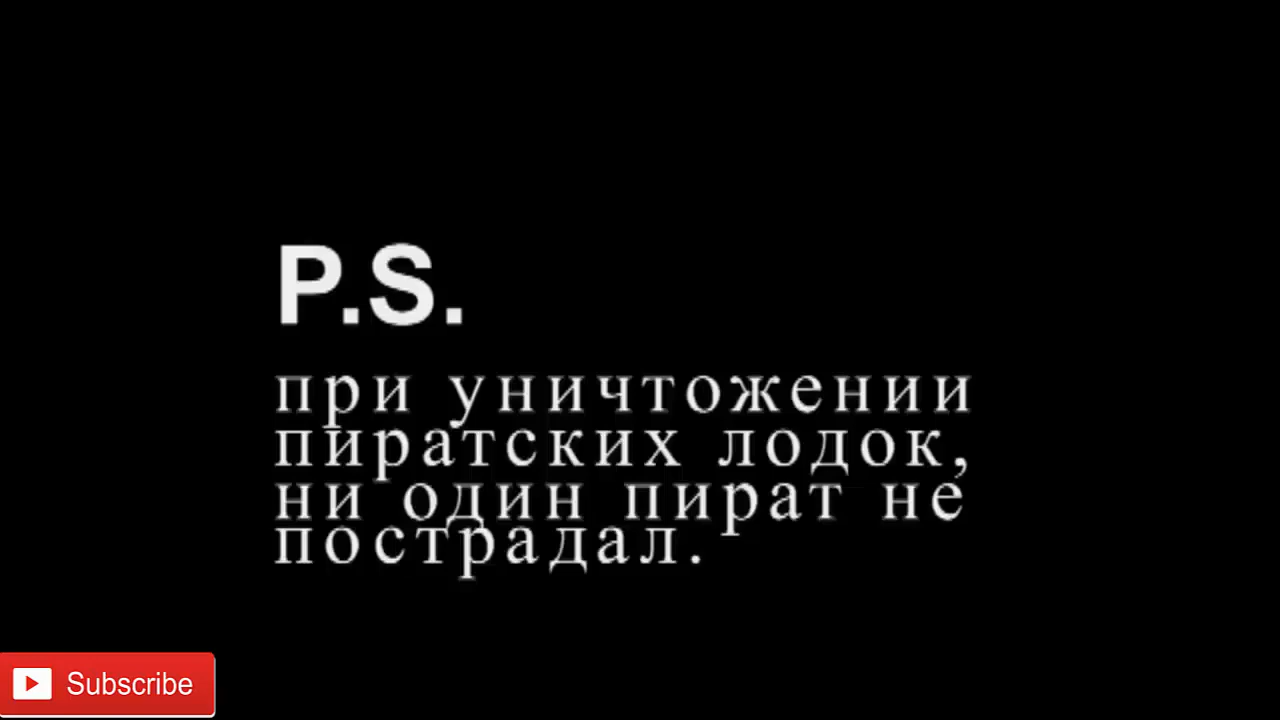 P.S.
при уничтожении
пиратских лодок,
ни один пират не
пострадал.
Subscribe